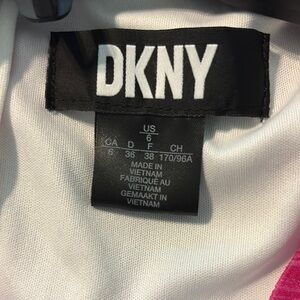 DKNY
US
6
CA D F CH
6 36 38 170/96A
MADE IN
VIETNAM
FABRIQUÉ AU
VIETNAM
GEMAAKT IN
VIETNAM